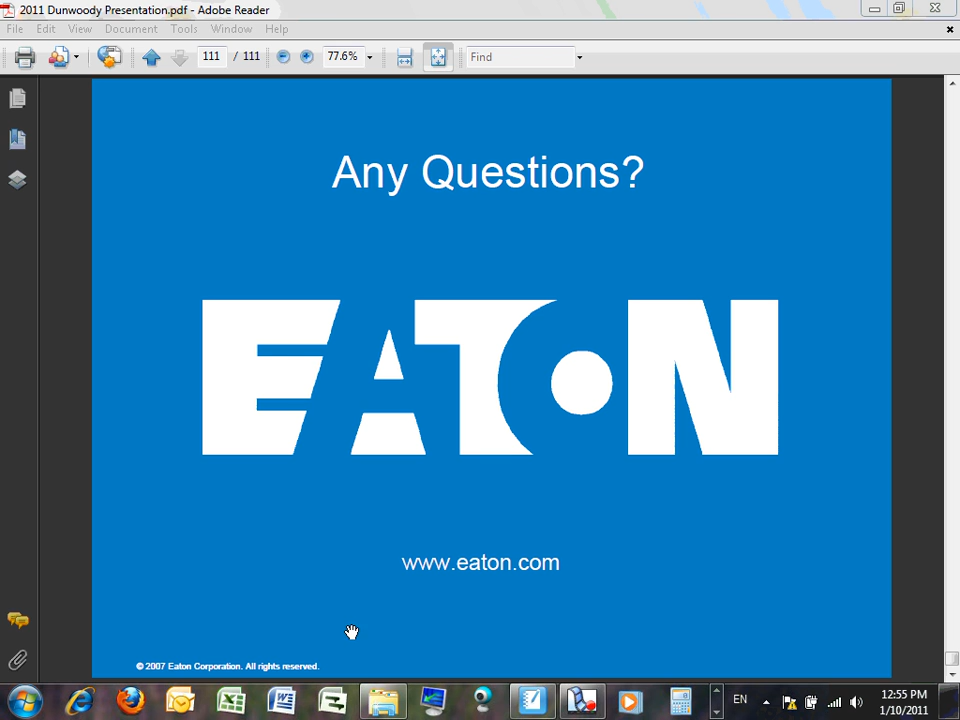 2011 Dunwoody Presentation.pdf - Adobe Reader
File Edit View Document Tools Window Help
111 / 111 77.6% Find
Any Questions?
EATON
www.eaton.com
© 2007 Eaton Corporation. All rights reserved.
EN
12:55 PM
1/10/2011